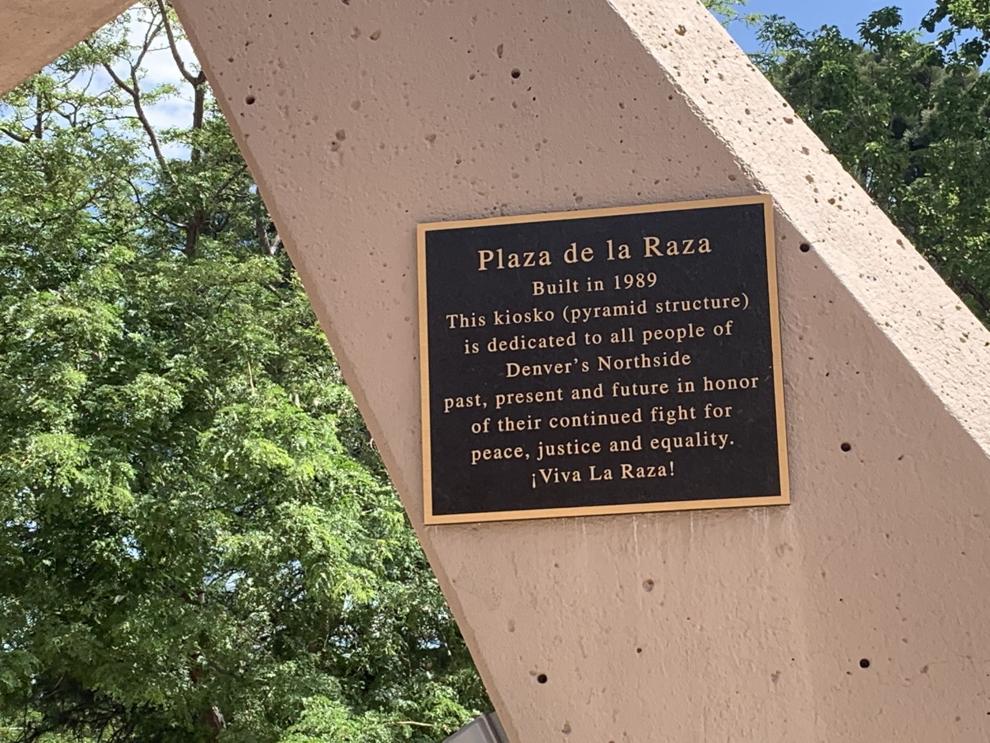 Plaza de la Raza
Built in 1989
This kiosko (pyramid structure)
is dedicated to all people of
Denver's Northside
past, present and future in honor
of their continued fight for
peace, justice and equality.
¡Viva La Raza!